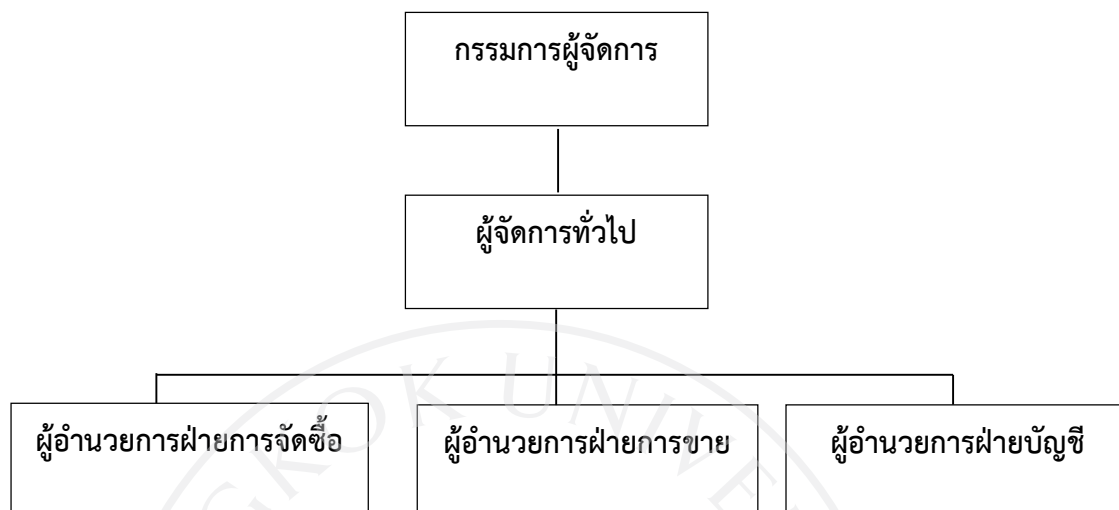 กรรมการผู้จัดการ
ผู้จัดการทั่วไป
ผู้อำนวยการฝ่ายการจัดซื้อ
ผู้อำนวยการฝ่ายการขาย
ผู้อำนวยการฝ่ายบัญชี
GKOK UNIVE